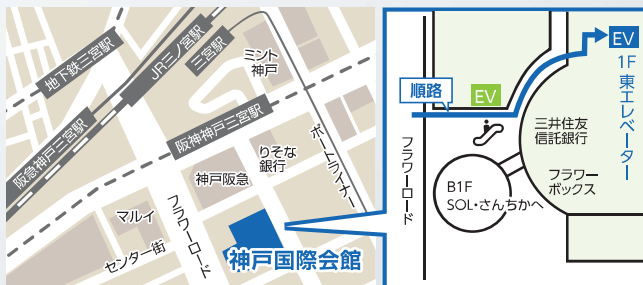 地下鉄三宮駅
JR三ノ宮駅
三宮駅
ミント
神戸
阪急神戸三宮駅
阪神神戸三宮駅
ポートライナー
りそな
銀行
神戸阪急
マルイ
フラワーロード
センター街
神戸国際会館
EV
1F 東エレベーター
順路
EV
フラワーロード
三井住友
信託銀行
フラワー
ボックス
B1F
SOL・さんちかへ